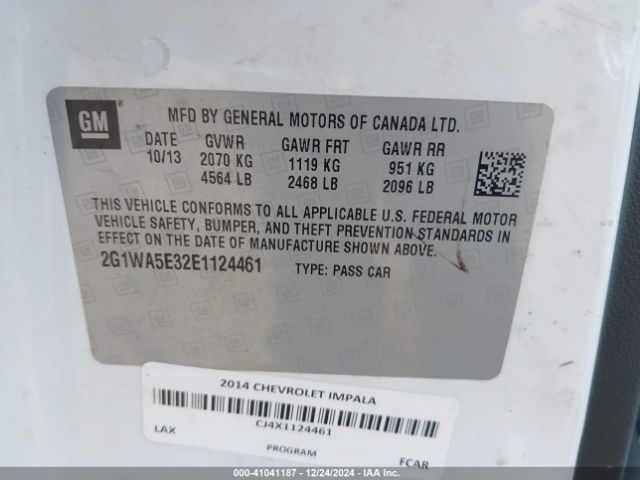 GM
MFD BY GENERAL MOTORS OF CANADA LTD.
DATE GVWR GAWR FRT GAWR RR
10/13 2070 KG 1119 KG 951 KG
4564 LB 2468 LB 2096 LB
THIS VEHICLE CONFORMS TO ALL APPLICABLE U.S. FEDERAL MOTOR
VEHICLE SAFETY, BUMPER, AND THEFT PREVENTION STANDARDS IN
EFFECT ON THE DATE OF MANUFACTURE SHOWN ABOVE.
2G1WA5E32E1124461 TYPE: PASS CAR
2014 CHEVROLET IMPALA
CJ4X1124461
LAX PROGRAM FCAR
000-41041187 - 12/24/2024 - IAA Inc.